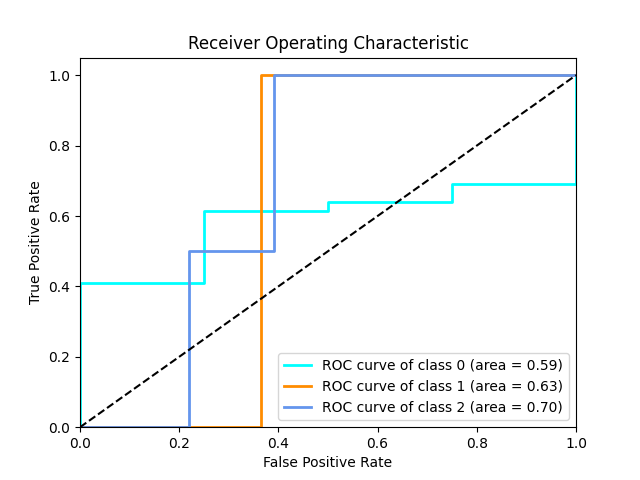 Receiver Operating Characteristic
True Positive Rate
1.0
0.8
0.6
0.4
0.2
0.0
ROC curve of class 0 (area = 0.59)
ROC curve of class 1 (area = 0.63)
ROC curve of class 2 (area = 0.70)
0.0 0.2 0.4 0.6 0.8 1.0
False Positive Rate